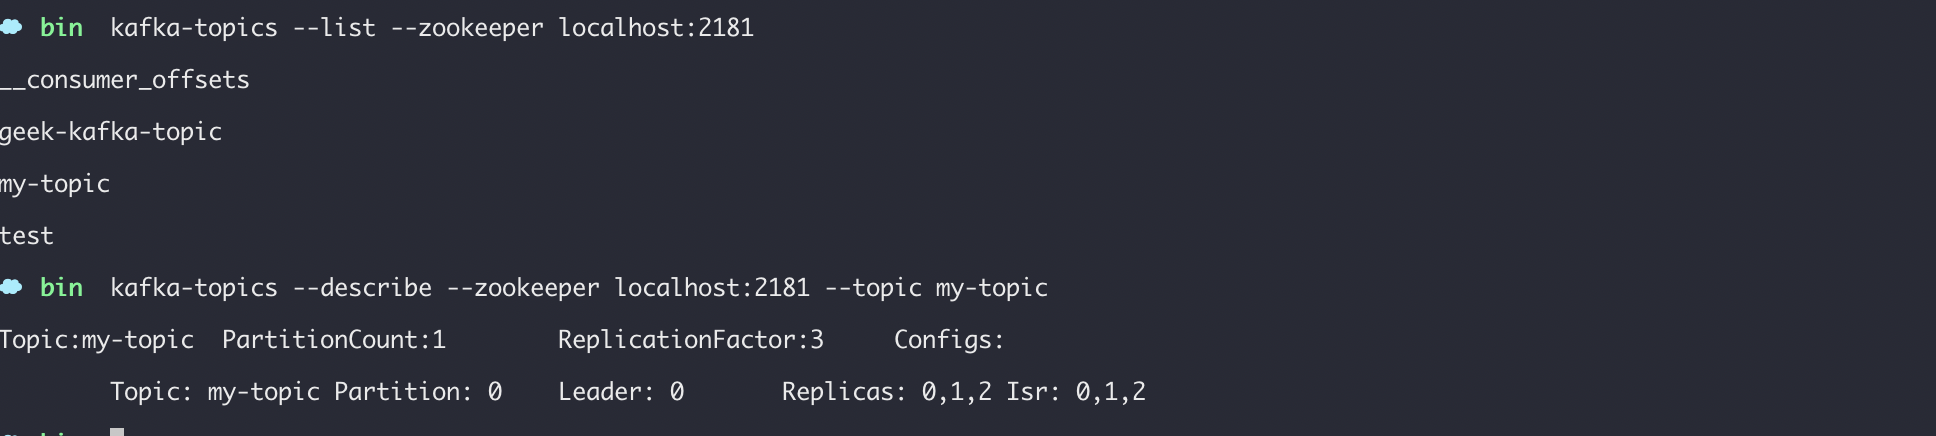 bin kafka-topics --list --zookeeper localhost:2181
__consumer_offsets
geek-kafka-topic
my-topic
test
bin kafka-topics --describe --zookeeper localhost:2181 --topic my-topic
Topic:my-topic PartitionCount:1 ReplicationFactor:3 Configs:
Topic: my-topic Partition: 0 Leader: 0 Replicas: 0,1,2 Isr: 0,1,2